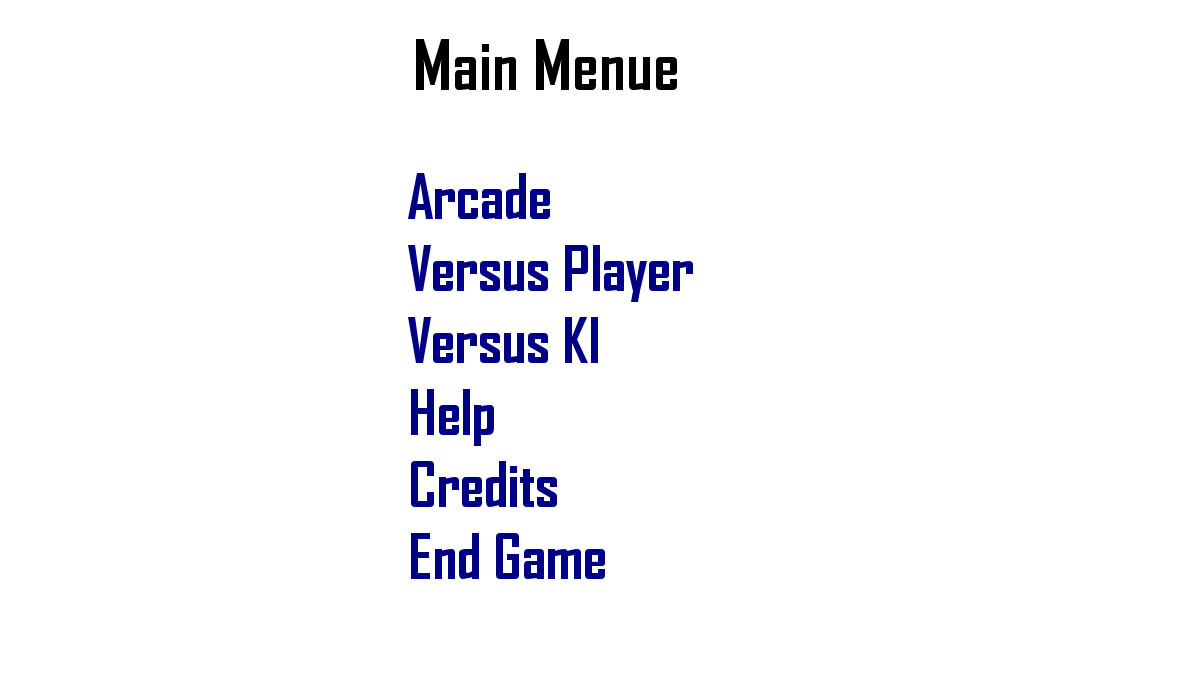 Main Menue
Arcade
Versus Player
Versus KI
Help
Credits
End Game